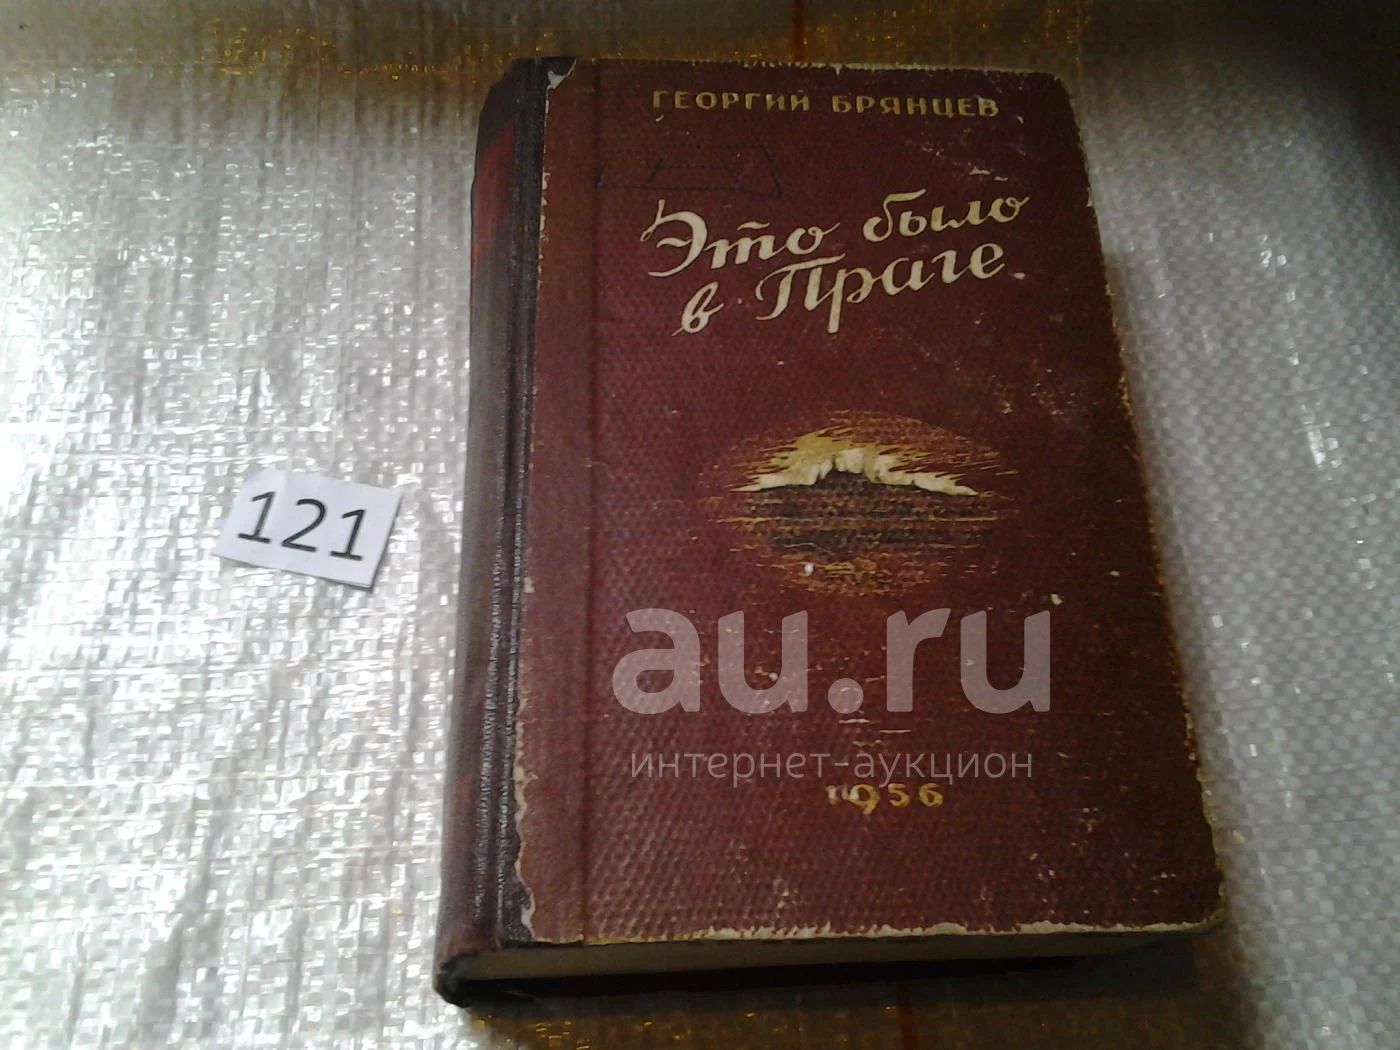 ГЕОРГИЙ БРЯНЦЕВ
Это было
в Праге
121
au.ru
интернет-аукцион
1956